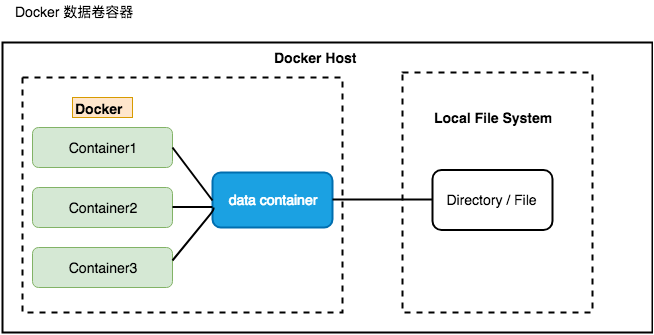 Docker 数据卷容器
Docker Host
Docker
Local File System
Container1
Container2
data container
Directory / File
Container3